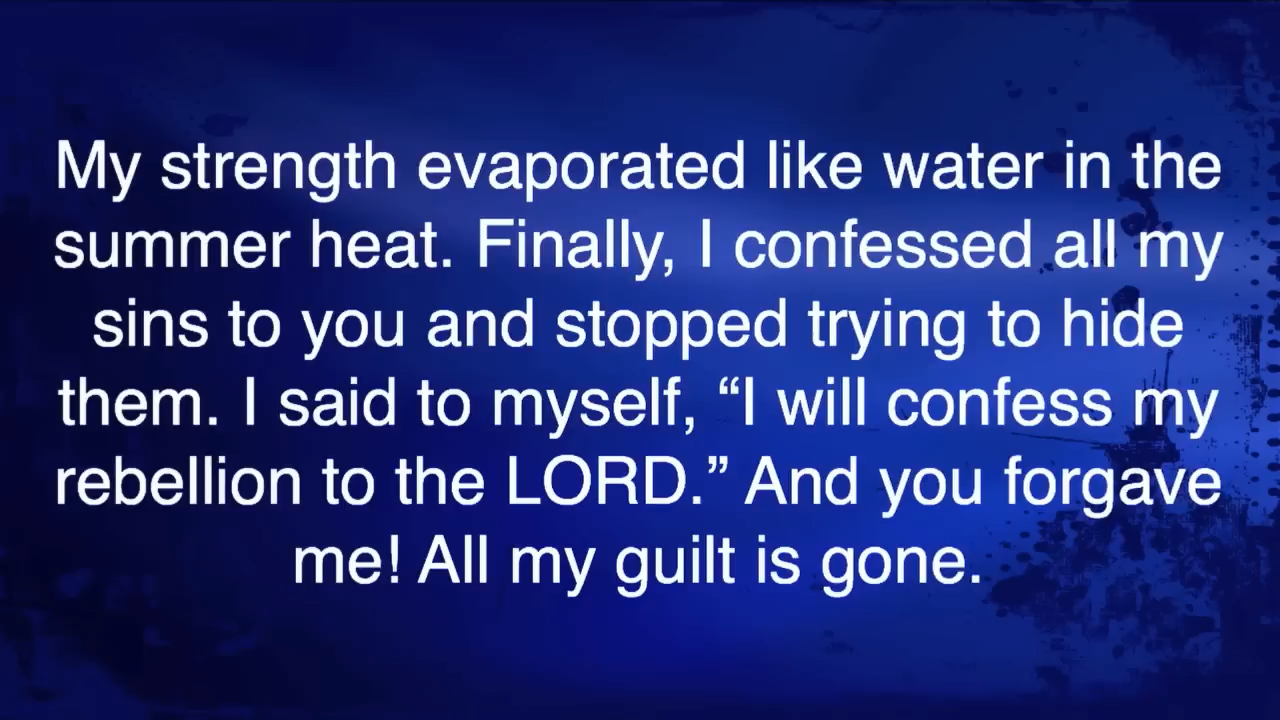 My strength evaporated like water in the
summer heat. Finally, I confessed all my
sins to you and stopped trying to hide
them. I said to myself, “I will confess my
rebellion to the LORD.” And you forgave
me! All my guilt is gone.